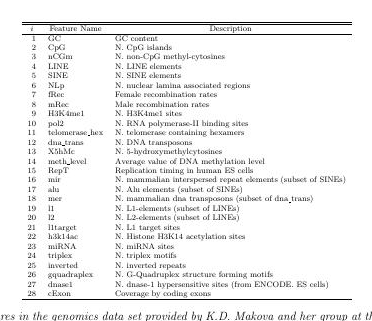 i Feature Name Description
1 GC GC content
2 CpG N. CpG islands
3 nCGm N. non-CpG methyl-cytosines
4 LINE N. LINE elements
5 SINE N. SINE elements
6 NLp N. nuclear lamina associated regions
7 fRec Female recombination rates
8 mRec Male recombination rates
9 H3K4me1 N. H3K4me1 sites
10 pol2 N. RNA polymerase-II binding sites
11 telomerase_hex N. telomerase containing hexamers
12 dna_trans N. DNA transposons
13 X5hMc N. 5-hydroxymethylcytosines
14 meth_level Average value of DNA methylation level
15 RepT Replication timing in human ES cells
16 mir N. mammalian interspersed repeat elements (subset of SINEs)
17 alu N. Alu elements (subset of SINEs)
18 mer N. mammalian dna transposons (subset of dna_trans)
19 l1 N. L1-elements (subset of LINEs)
20 l2 N. L2-elements (subset of LINEs)
21 l1target N. L1 target sites
22 h3k14ac N. Histone H3K14 acetylation sites
23 miRNA N. miRNA sites
24 triplex N. triplex motifs
25 inverted N. inverted repeats
26 gquadraplex N. G-Quadruplex structure forming motifs
27 dnase1 N. dnase-1 hypersensitive sites (from ENCODE. ES cells)
28 cExon Coverage by coding exons
res in the genomics data set provided by K.D. Makova and her group at th